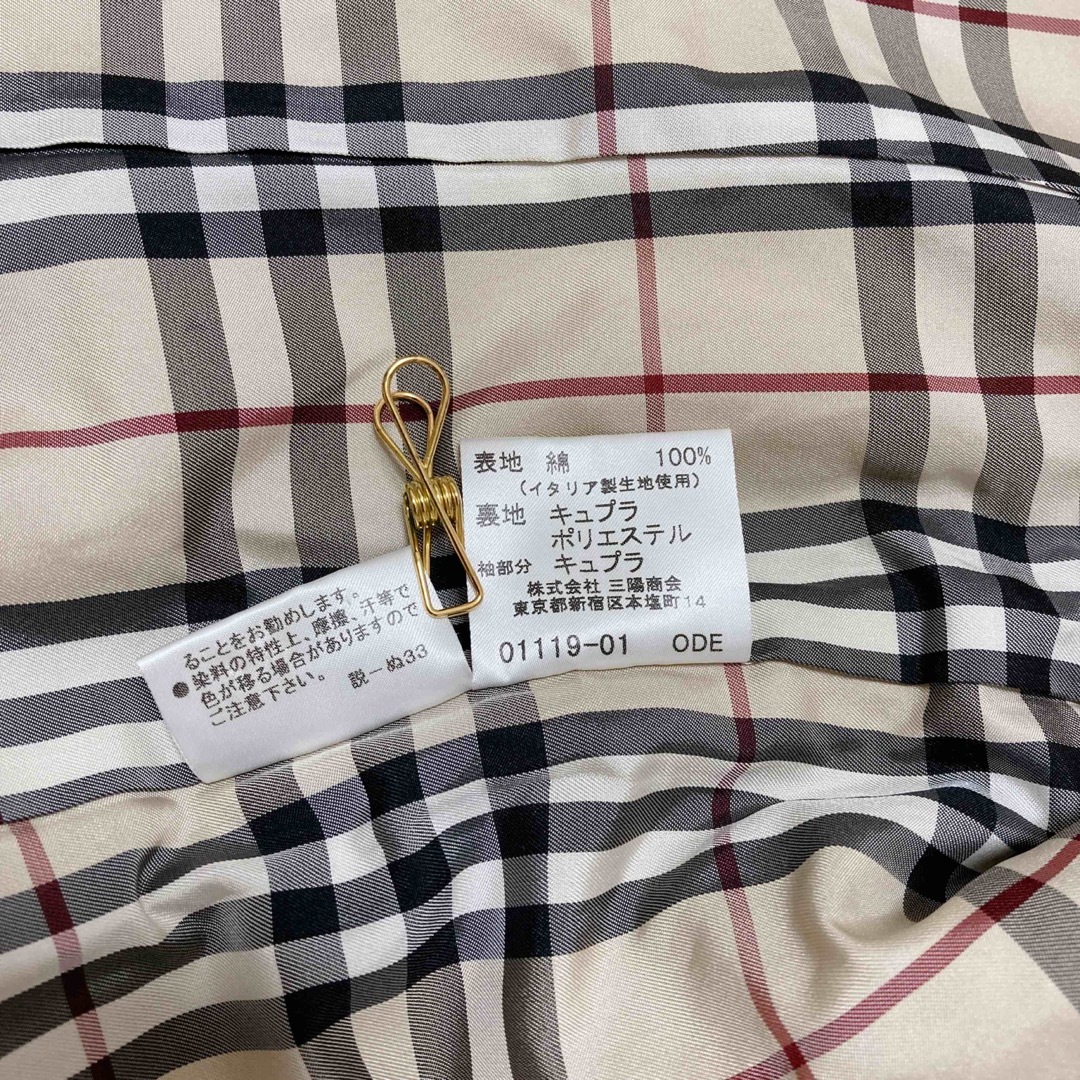 表地 綿 100%
（イタリア製生地使用）
裏地 キュプラ
ポリエステル
袖部分 キュプラ
株式会社 三陽商会
東京都新宿区本塩町14
01119-01 ODE
ることをお勧めします。
●染料の特性上、摩擦、汗等で
色が移る場合がありますので
ご注意下さい。 説－ぬ33